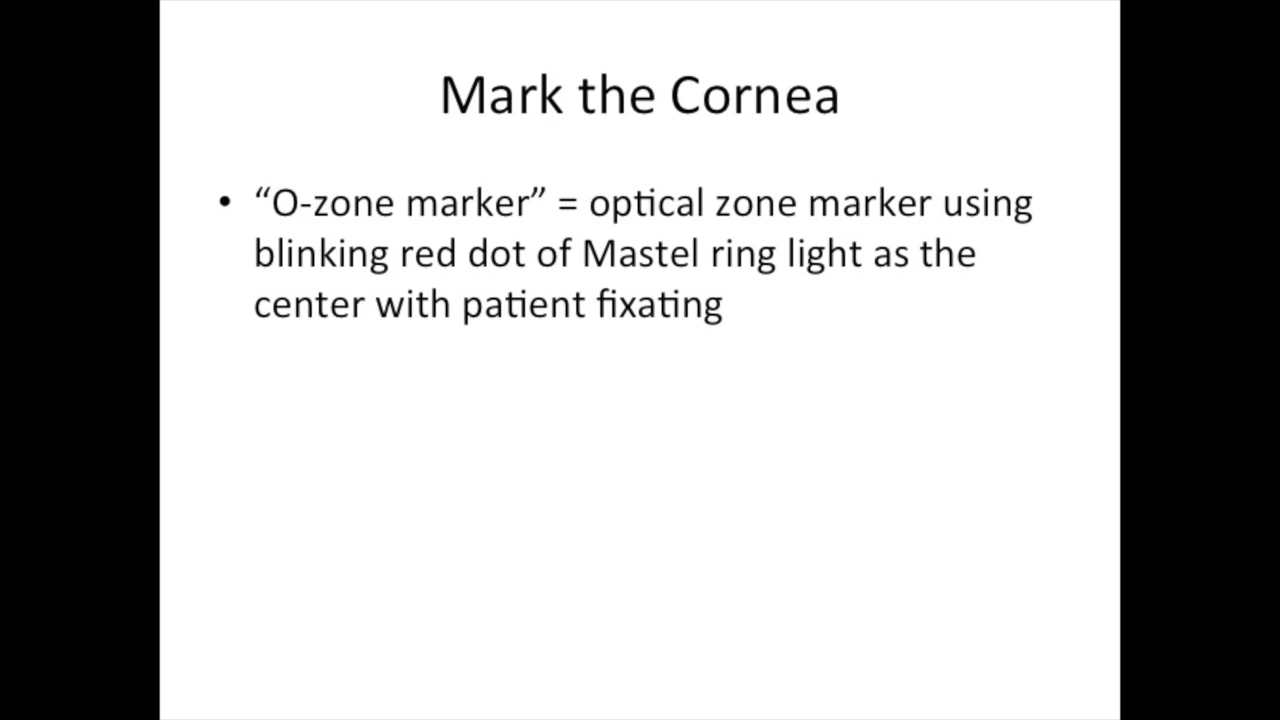 Mark the Cornea
• “O-zone marker” = optical zone marker using
blinking red dot of Mastel ring light as the
center with patient fixating